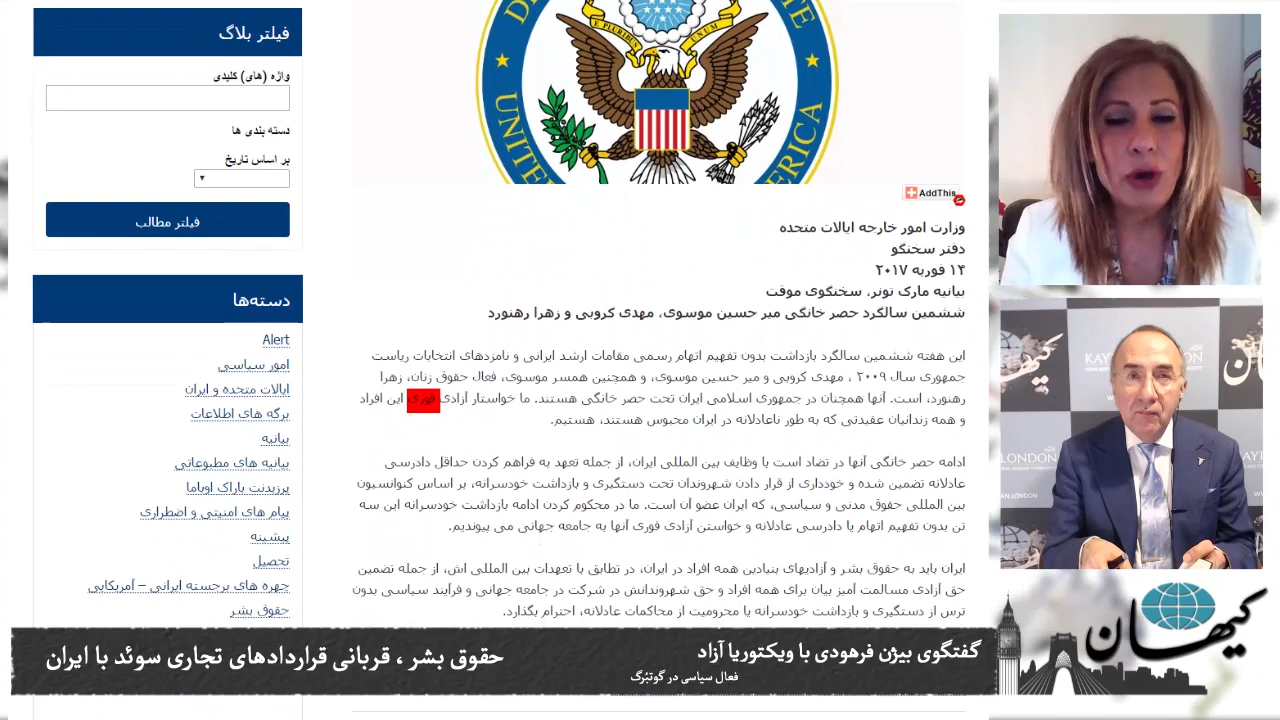 فیلتر بلاگ
واژه (های) کلیدی
دسته بندی ها
بر اساس تاریخ
فیلتر مطالب
دسته‌ها
Alert
امور سیاسی
ایالات متحده و ایران
برگه های اطلاعات
بیانیه
بیانیه های مطبوعاتی
پرزیدنت باراک اوباما
پیام های امنیتی و اضطراری
پیشینه
تحصیل
چهره های برجسته ایرانی – آمریکایی
حقوق بشر
E PLURIBUS UNUM
UNITED
AMERICA
AddThis
وزارت امور خارجه ایالات متحده
دفتر سخنگو
۱۴ فوریه ۲۰۱۷
بیانیه مارک تونر، سخنگوی موقت
ششمین سالگرد حصر خانگی میر حسین موسوی، مهدی کروبی و زهرا رهنورد
این هفته ششمین سالگرد بازداشت بدون تفهیم اتهام رسمی مقامات ارشد ایرانی و نامزدهای انتخابات ریاست
جمهوری سال ۲۰۰۹ ، مهدی کروبی و میر حسین موسوی، و همچنین همسر موسوی، فعال حقوق زنان، زهرا
رهنورد، است. آنها همچنان در جمهوری اسلامی ایران تحت حصر خانگی هستند. ما خواستار آزادی فوری این افراد
و همه زندانیان عقیدتی که به طور ناعادلانه در ایران محبوس هستند، هستیم.
ادامه حصر خانگی آنها در تضاد است با وظایف بین المللی ایران، از جمله تعهد به فراهم کردن حداقل دادرسی
عادلانه تضمین شده و خودداری از قرار دادن شهروندان تحت دستگیری و بازداشت خودسرانه، بر اساس کنوانسیون
بین المللی حقوق مدنی و سیاسی، که ایران عضو آن است. ما در محکوم کردن ادامه بازداشت خودسرانه این سه
تن بدون تفهیم اتهام یا دادرسی عادلانه و خواستن آزادی فوری آنها به جامعه جهانی می پیوندیم.
ایران باید به حقوق بشر و آزادیهای بنیادین همه افراد در ایران، در تطابق با تعهدات بین المللی اش، از جمله تضمین
حق آزادی مسالمت آمیز بیان برای همه افراد و حق شهروندانش در شرکت در جامعه جهانی و فرآیند سیاسی بدون
ترس از دستگیری و بازداشت خودسرانه یا محرومیت از محاکمات عادلانه، احترام بگذارد.
کیهان
LONDON
گفتگوی بیژن فرهودی با ویکتوریا آزاد
فعال سیاسی در گوتبرگ
حقوق بشر ، قربانی قراردادهای تجاری سوئد با ایران
کیهان